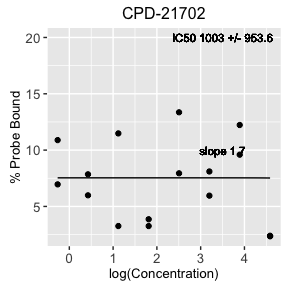 CPD-21702
IC50 1003 +/- 953.6
slope 1.7
% Probe Bound
20
15
10
5
0 1 2 3 4
log(Concentration)